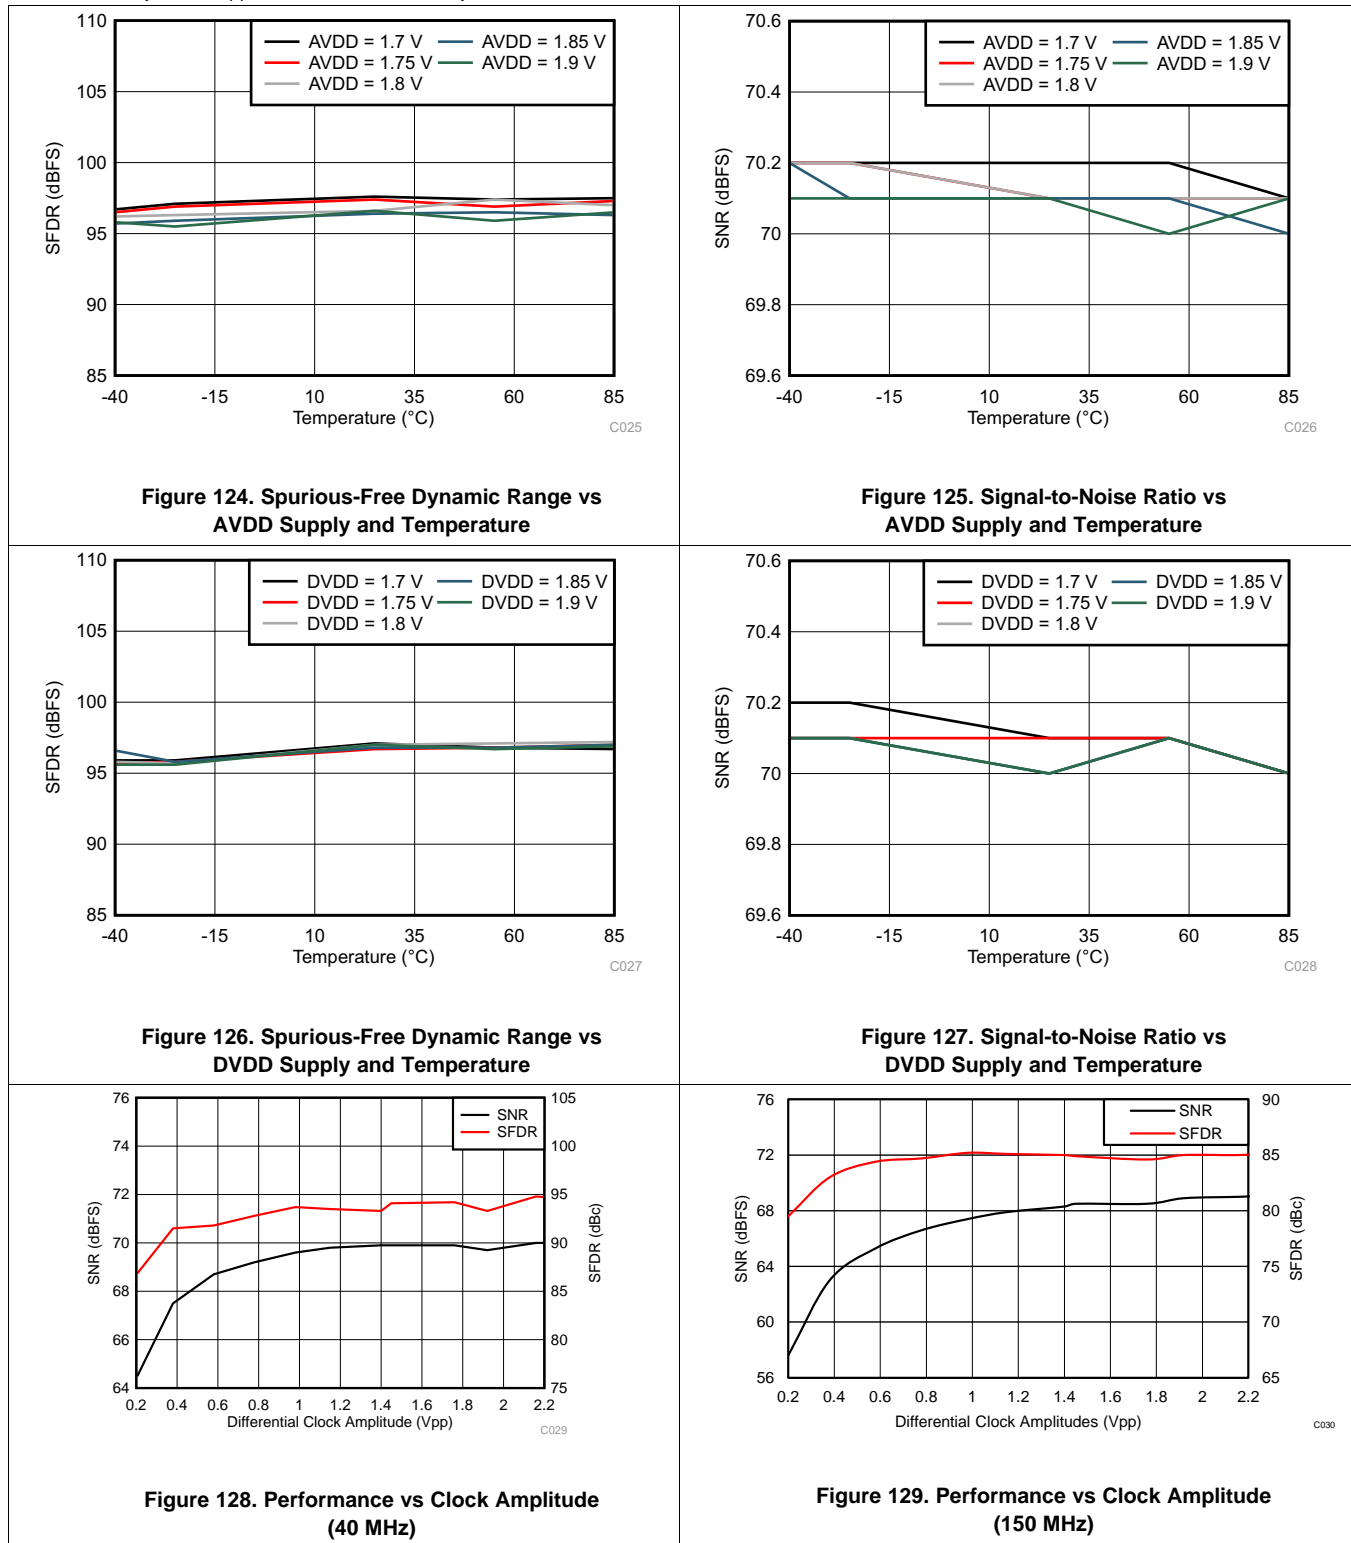 110
105
100
95
90
85
SFDR (dBFS)
AVDD = 1.7 V
AVDD = 1.85 V
AVDD = 1.75 V
AVDD = 1.9 V
AVDD = 1.8 V
-40 -15 10 35 60 85
Temperature (°C)
C025
Figure 124. Spurious-Free Dynamic Range vs
AVDD Supply and Temperature
70.6
70.4
70.2
70
69.8
69.6
SNR (dBFS)
AVDD = 1.7 V
AVDD = 1.85 V
AVDD = 1.75 V
AVDD = 1.9 V
AVDD = 1.8 V
-40 -15 10 35 60 85
Temperature (°C)
C026
Figure 125. Signal-to-Noise Ratio vs
AVDD Supply and Temperature
110
105
100
95
90
85
SFDR (dBFS)
DVDD = 1.7 V
DVDD = 1.85 V
DVDD = 1.75 V
DVDD = 1.9 V
DVDD = 1.8 V
-40 -15 10 35 60 85
Temperature (°C)
C027
Figure 126. Spurious-Free Dynamic Range vs
DVDD Supply and Temperature
70.6
70.4
70.2
70
69.8
69.6
SNR (dBFS)
DVDD = 1.7 V
DVDD = 1.85 V
DVDD = 1.75 V
DVDD = 1.9 V
DVDD = 1.8 V
-40 -15 10 35 60 85
Temperature (°C)
C028
Figure 127. Signal-to-Noise Ratio vs
DVDD Supply and Temperature
76
74
72
70
68
66
64
SNR (dBFS)
SNR
SFDR
105
100
95
90
85
80
75
SFDR (dBc)
0.2 0.4 0.6 0.8 1 1.2 1.4 1.6 1.8 2 2.2
Differential Clock Amplitude (Vpp)
C029
Figure 128. Performance vs Clock Amplitude
(40 MHz)
76
72
68
64
60
56
SNR (dBFS)
SNR
SFDR
90
85
80
75
70
65
SFDR (dBc)
0.2 0.4 0.6 0.8 1 1.2 1.4 1.6 1.8 2 2.2
Differential Clock Amplitudes (Vpp)
C030
Figure 129. Performance vs Clock Amplitude
(150 MHz)